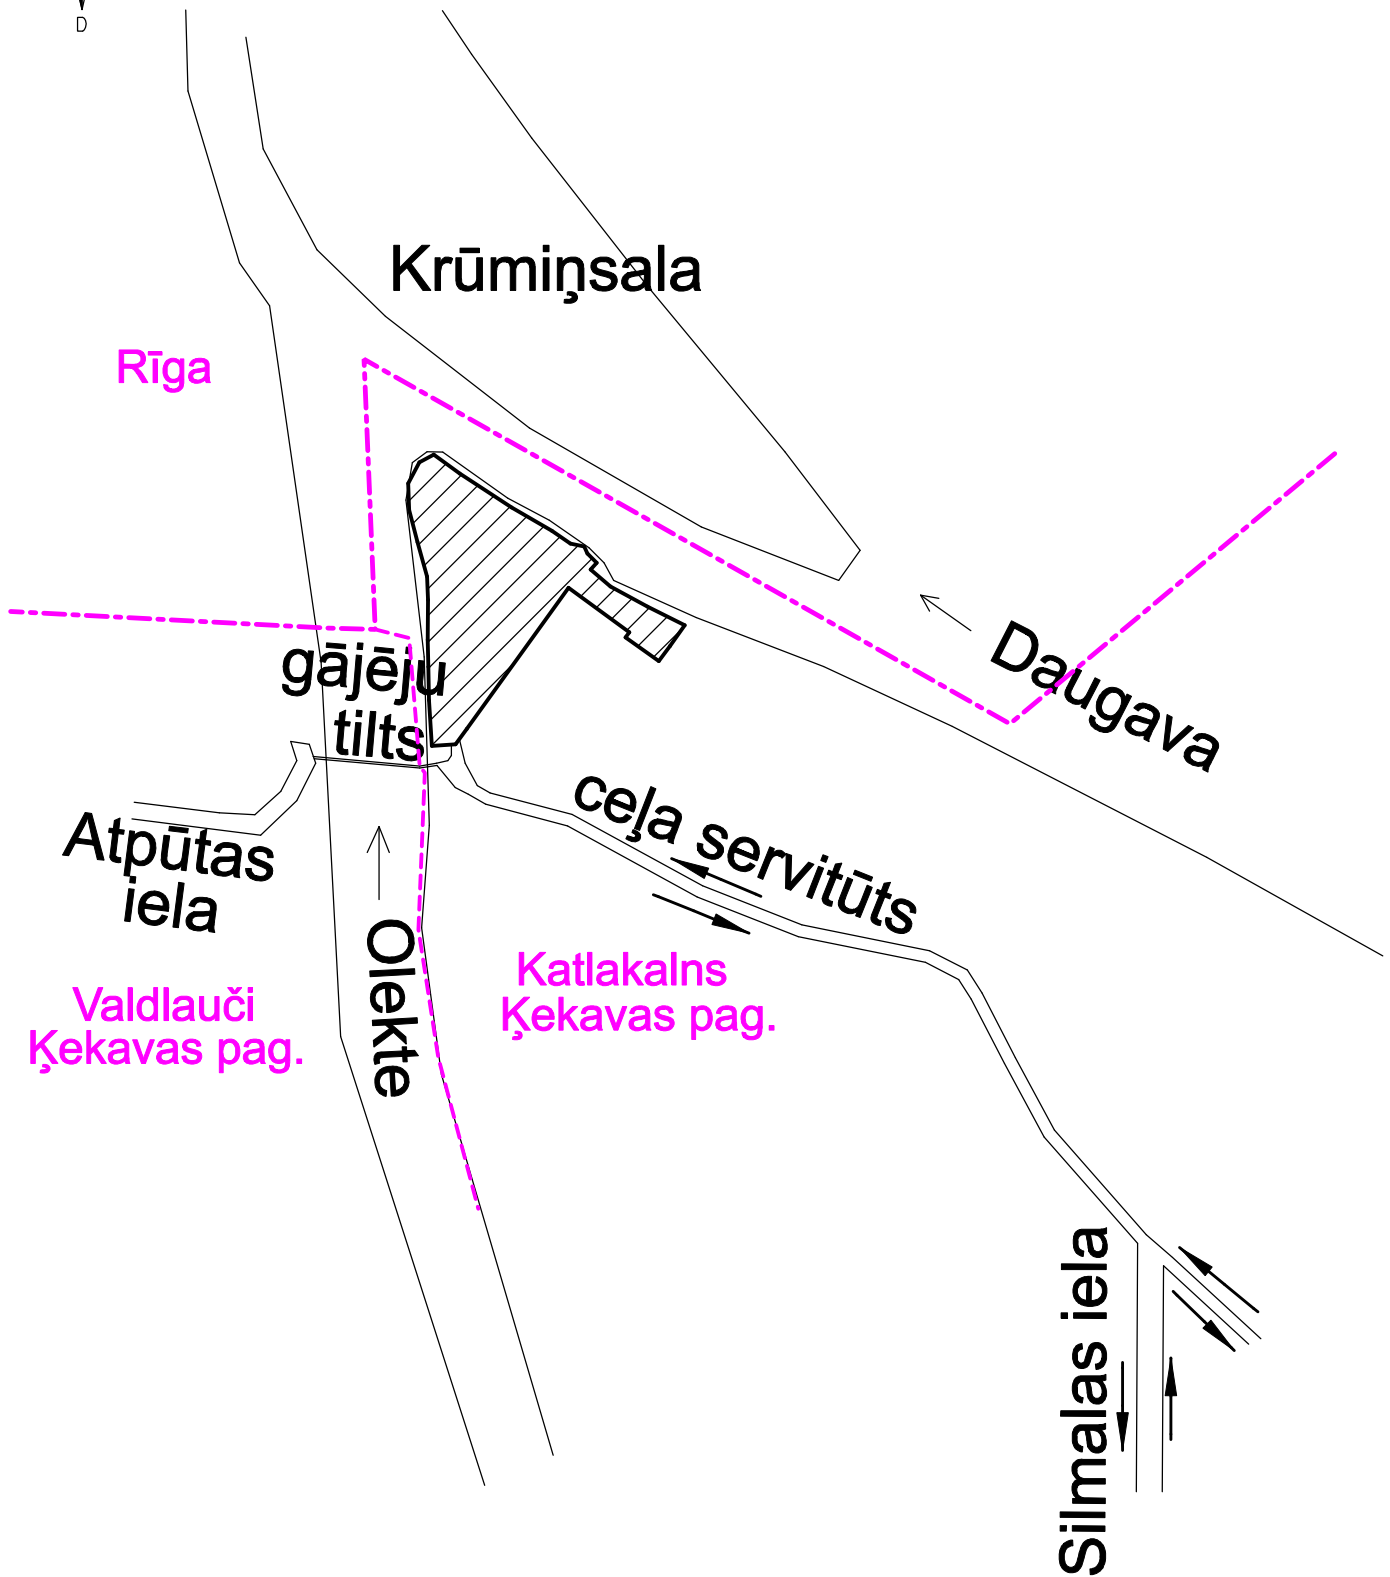 D
Krūmiņsala
Rīga
gājēju
tilts
Daugava
ceļa servitūts
Atpūtas
iela
Olekte
Katlakalns
Ķekavas pag.
Valdlauči
Ķekavas pag.
Silmalas iela